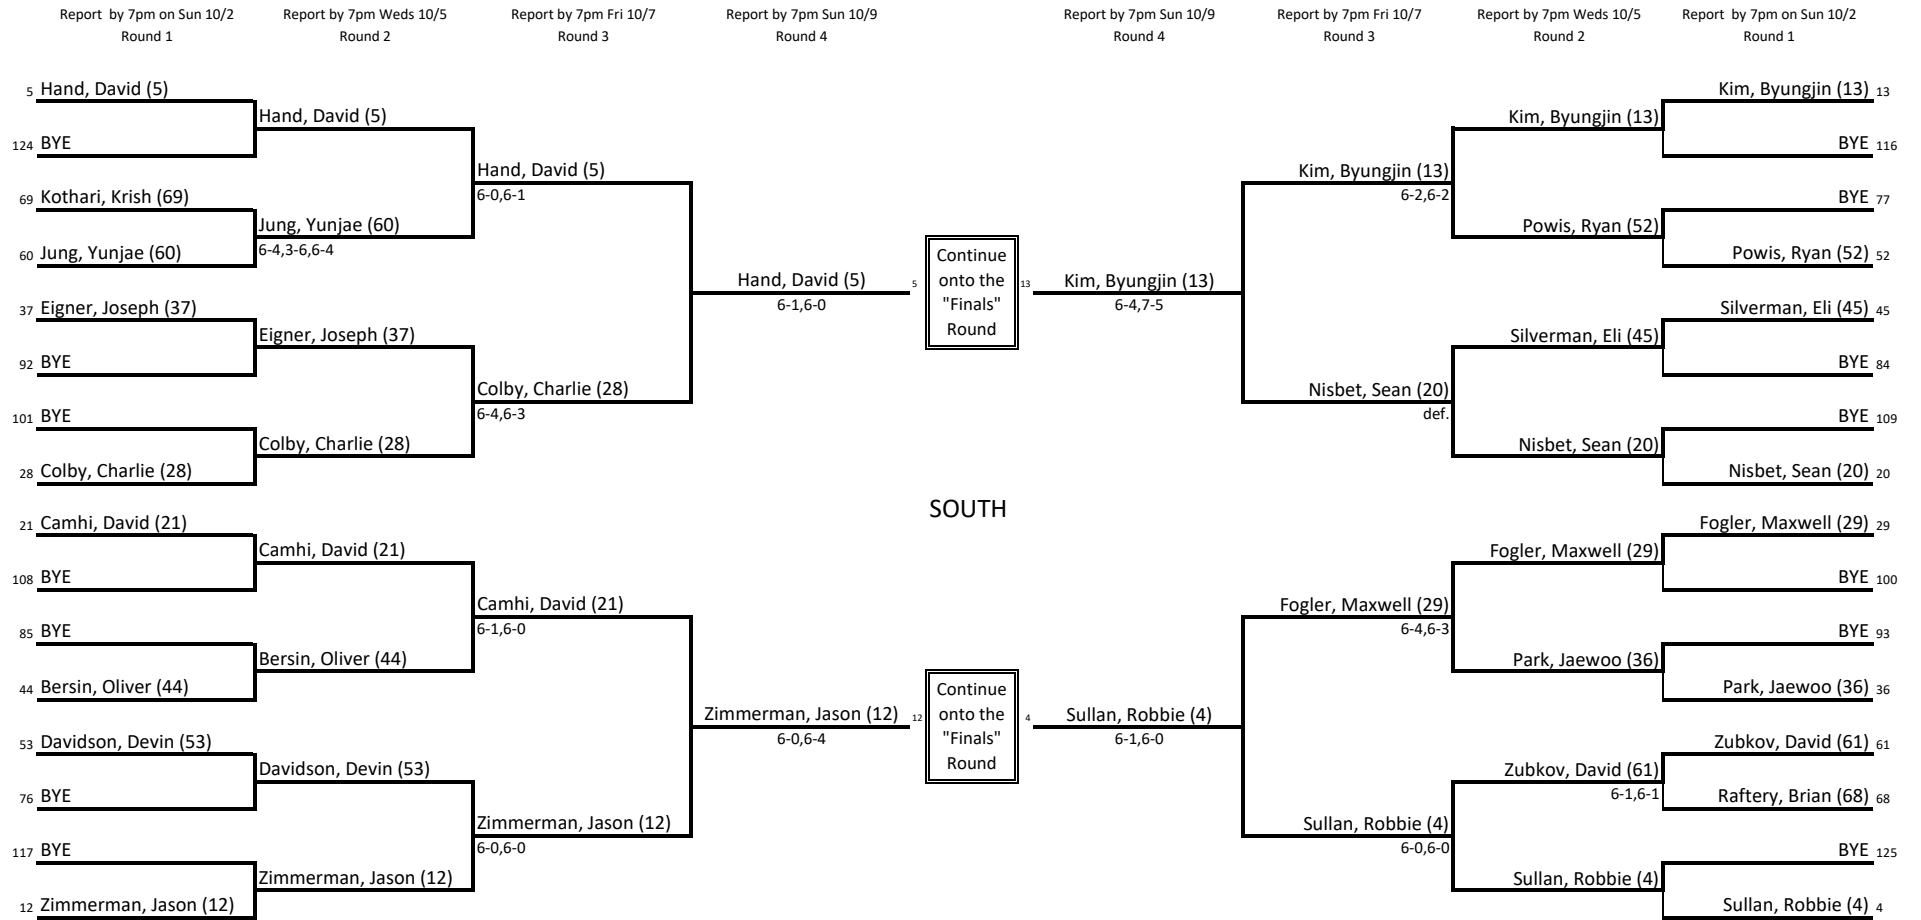 Report by 7pm on Sun 10/2
Round 1
Report by 7pm Weds 10/5
Round 2
Report by 7pm Fri 10/7
Round 3
Report by 7pm Sun 10/9
Round 4
Report by 7pm Sun 10/9
Round 4
Report by 7pm Fri 10/7
Round 3
Report by 7pm Weds 10/5
Round 2
Report by 7pm on Sun 10/2
Round 1
5 Hand, David (5)
124 BYE
69 Kothari, Krish (69)
60 Jung, Yunjae (60)
37 Eigner, Joseph (37)
92 BYE
101 BYE
28 Colby, Charlie (28)
21 Camhi, David (21)
108 BYE
85 BYE
44 Bersin, Oliver (44)
53 Davidson, Devin (53)
76 BYE
117 BYE
12 Zimmerman, Jason (12)
Hand, David (5)
Jung, Yunjae (60)
6-4,3-6,6-4
Eigner, Joseph (37)
Colby, Charlie (28)
Camhi, David (21)
Bersin, Oliver (44)
Davidson, Devin (53)
Zimmerman, Jason (12)
Hand, David (5)
6-0,6-1
Colby, Charlie (28)
6-4,6-3
Camhi, David (21)
6-1,6-0
Zimmerman, Jason (12)
6-0,6-0
Hand, David (5) 5
6-1,6-0
Zimmerman, Jason (12) 12
6-0,6-4
Continue
onto the
"Finals"
Round
SOUTH
Continue
onto the
"Finals"
Round
13 Kim, Byungjin (13)
6-4,7-5
4 Sullan, Robbie (4)
6-1,6-0
Kim, Byungjin (13)
6-2,6-2
Nisbet, Sean (20)
def.
Fogler, Maxwell (29)
6-4,6-3
Sullan, Robbie (4)
6-0,6-0
Kim, Byungjin (13)
Powis, Ryan (52)
Silverman, Eli (45)
Nisbet, Sean (20)
Fogler, Maxwell (29)
Park, Jaewoo (36)
Zubkov, David (61)
6-1,6-1
Sullan, Robbie (4)
Kim, Byungjin (13) 13
BYE 116
BYE 77
Powis, Ryan (52) 52
Silverman, Eli (45) 45
BYE 84
BYE 109
Nisbet, Sean (20) 20
Fogler, Maxwell (29) 29
BYE 100
BYE 93
Park, Jaewoo (36) 36
Zubkov, David (61) 61
Raftery, Brian (68) 68
BYE 125
Sullan, Robbie (4) 4